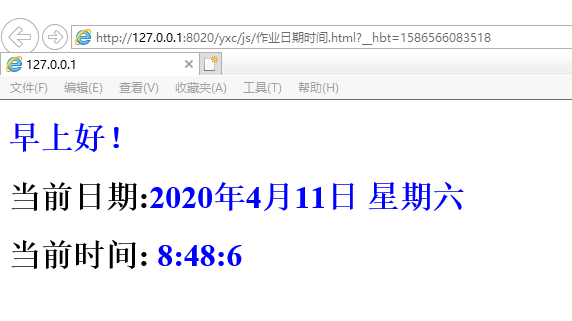 http://127.0.0.1:8020/yxc/js/作业日期时间.html?__hbt=1586566083518
127.0.0.1
文件(F) 编辑(E) 查看(V) 收藏夹(A) 工具(T) 帮助(H)
早上好！
当前日期:2020年4月11日 星期六
当前时间: 8:48:6